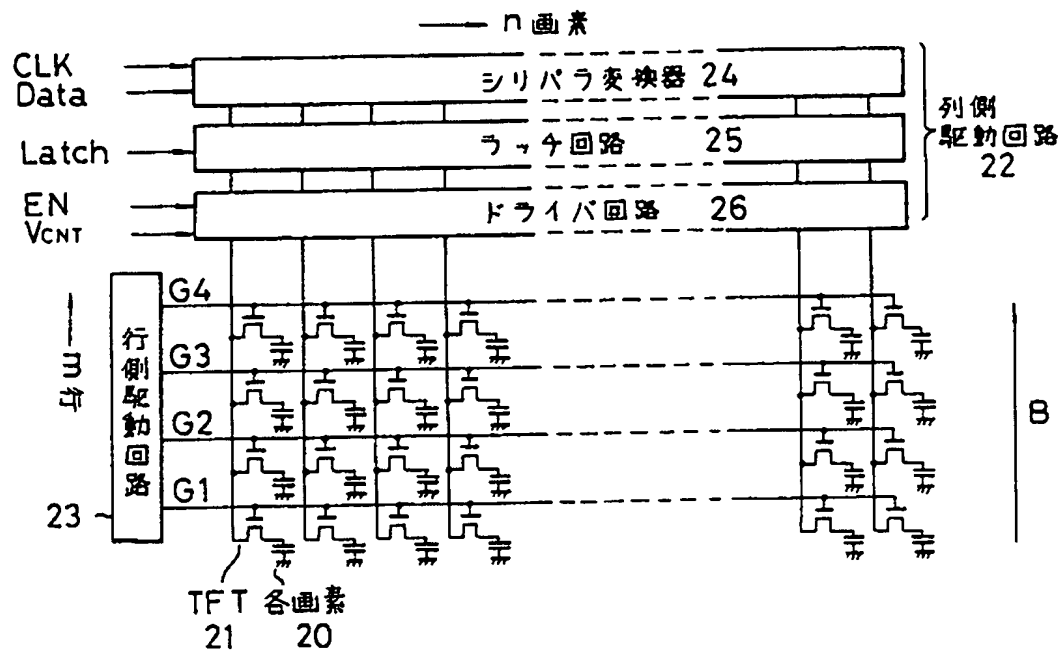 n画素
CLK
Data
シリパラ変換器 24
Latch
ラッチ回路 25
EN
VCNT
ドライバ回路 26
列側
駆動回路
22
m行
行側駆動回路
23
G4
G3
G2
G1
B
TFT
21
各画素
20